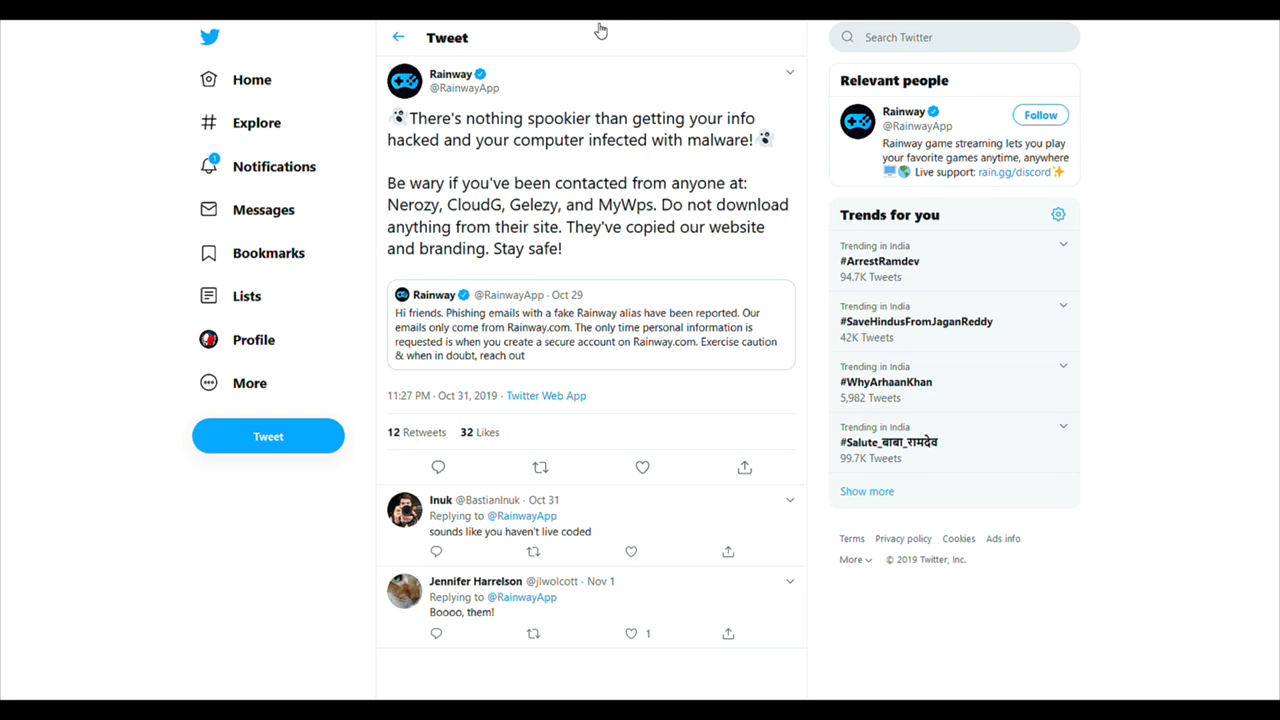 Home
Explore
1
Notifications
Messages
Bookmarks
Lists
Profile
More
Tweet
Tweet
Rainway
@RainwayApp
There's nothing spookier than getting your info
hacked and your computer infected with malware!
Be wary if you've been contacted from anyone at:
Nerozy, CloudG, Gelezy, and MyWps. Do not download
anything from their site. They've copied our website
and branding. Stay safe!
Rainway @RainwayApp · Oct 29
Hi friends. Phishing emails with a fake Rainway alias have been reported. Our
emails only come from Rainway.com. The only time personal information is
requested is when you create a secure account on Rainway.com. Exercise caution
& when in doubt, reach out
11:27 PM · Oct 31, 2019 · Twitter Web App
12 Retweets 32 Likes
Inuk @BastianInuk · Oct 31
Replying to @RainwayApp
sounds like you haven't live coded
Jennifer Harrelson @jlwolcott · Nov 1
Replying to @RainwayApp
Boooo, them!
1
Search Twitter
Relevant people
Rainway
@RainwayApp
Follow
Rainway game streaming lets you play
your favorite games anytime, anywhere
Live support: rain.gg/discord
Trends for you
Trending in India
#ArrestRamdev
94.7K Tweets
Trending in India
#SaveHindusFromJaganReddy
42K Tweets
Trending in India
#WhyArhaanKhan
5,982 Tweets
Trending in India
#Salute_बाबा_रामदेव
99.7K Tweets
Show more
Terms Privacy policy Cookies Ads info
More © 2019 Twitter, Inc.